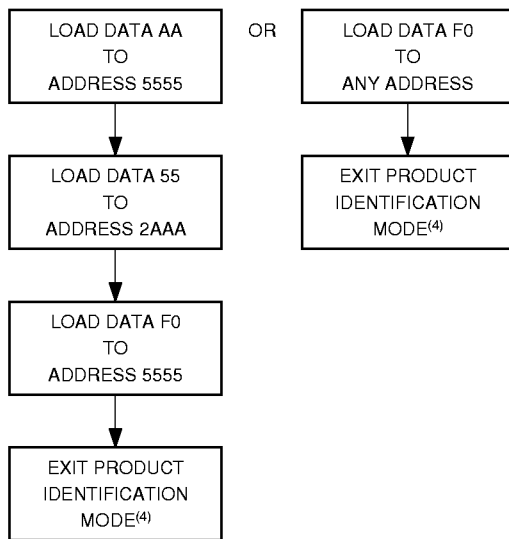 LOAD DATA AA
TO
ADDRESS 5555
OR
LOAD DATA F0
TO
ANY ADDRESS
LOAD DATA 55
TO
ADDRESS 2AAA
EXIT PRODUCT
IDENTIFICATION
MODE(4)
LOAD DATA F0
TO
ADDRESS 5555
EXIT PRODUCT
IDENTIFICATION
MODE(4)